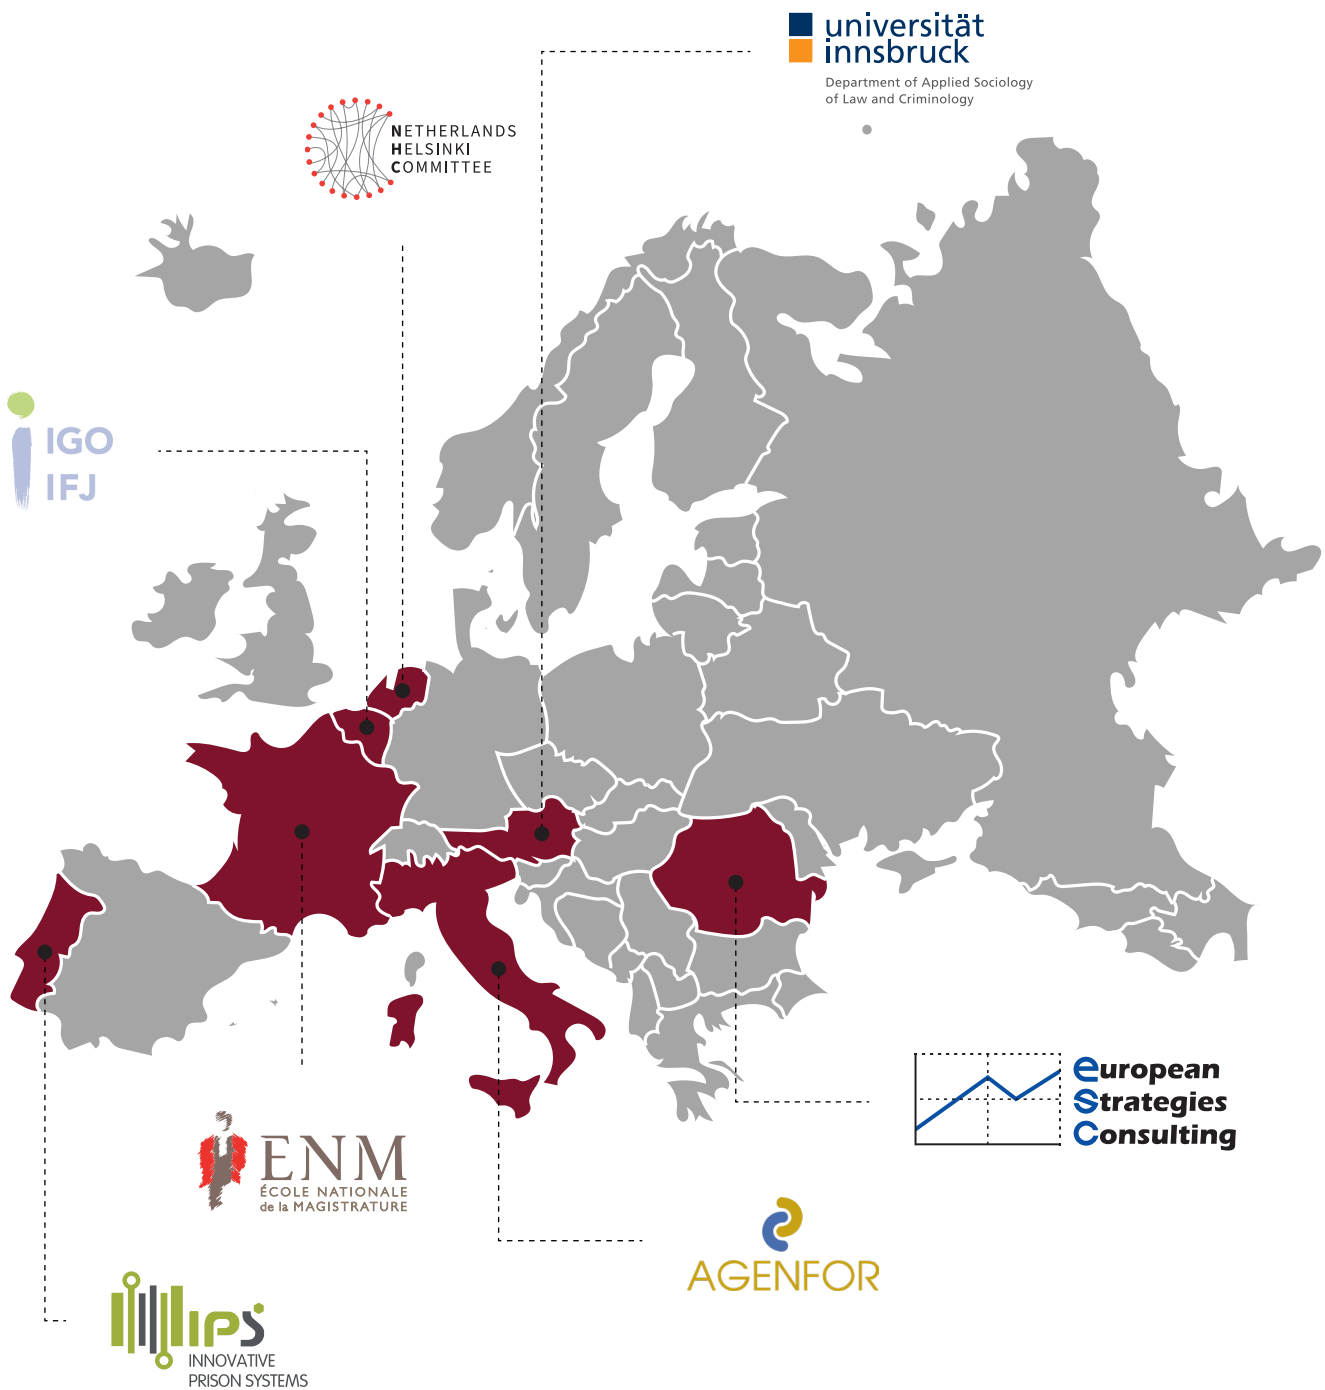 universität
innsbruck
Department of Applied Sociology
of Law and Criminology
NETHERLANDS
HELSINKI
COMMITTEE
IGO
IFJ
european
Strategies
Consulting
ENM
ÉCOLE NATIONALE
de la MAGISTRATURE
AGENFOR
IPS
INNOVATIVE
PRISON SYSTEMS